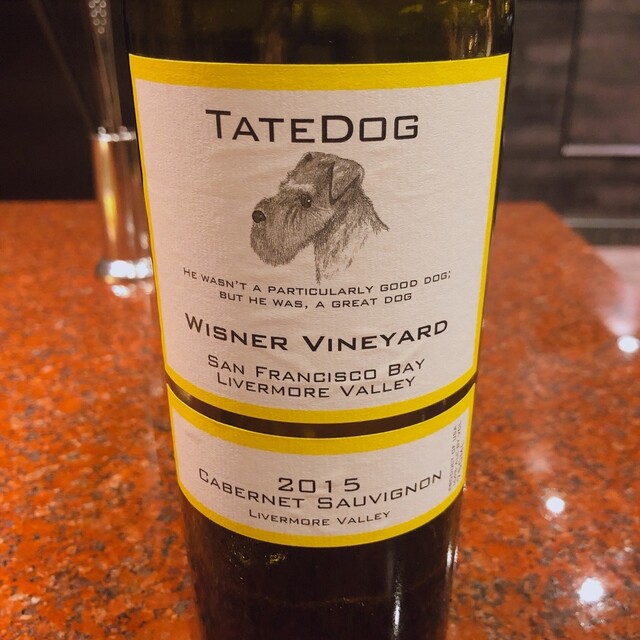 TATEDOG
HE WASN'T A PARTICULARLY GOOD DOG;
BUT HE WAS, A GREAT DOG
WISNER VINEYARD
SAN FRANCISCO BAY
LIVERMORE VALLEY
2015
CABERNET SAUVIGNON
LIVERMORE VALLEY